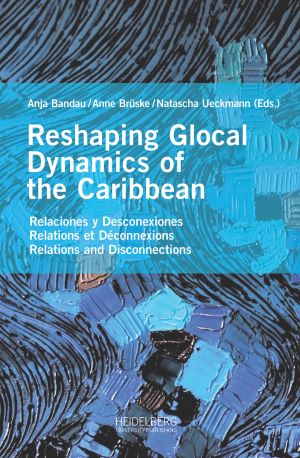 Anja Bandau/Anne Brüske/Natascha Ueckmann (Eds.)
Reshaping Glocal
Dynamics of
the Caribbean
Relaciones y Desconexiones
Relations et Déconnexions
Relations and Disconnections
HEIDELBERG
UNIVERSITY PUBLISHING